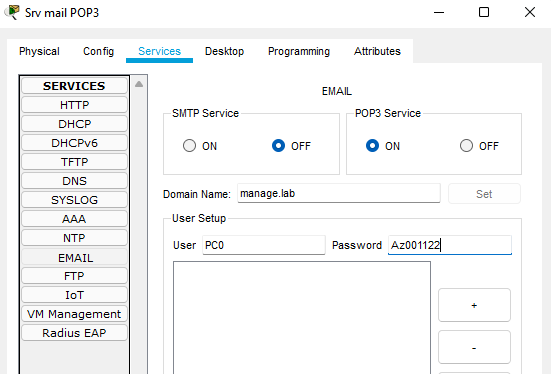 Srv mail POP3
Physical Config Services Desktop Programming Attributes
SERVICES
HTTP
DHCP
DHCPv6
TFTP
DNS
SYSLOG
AAA
NTP
EMAIL
FTP
IoT
VM Management
Radius EAP
EMAIL
SMTP Service
ON OFF
POP3 Service
ON OFF
Domain Name: manage.lab Set
User Setup
User PC0 Password Az001122
+
-